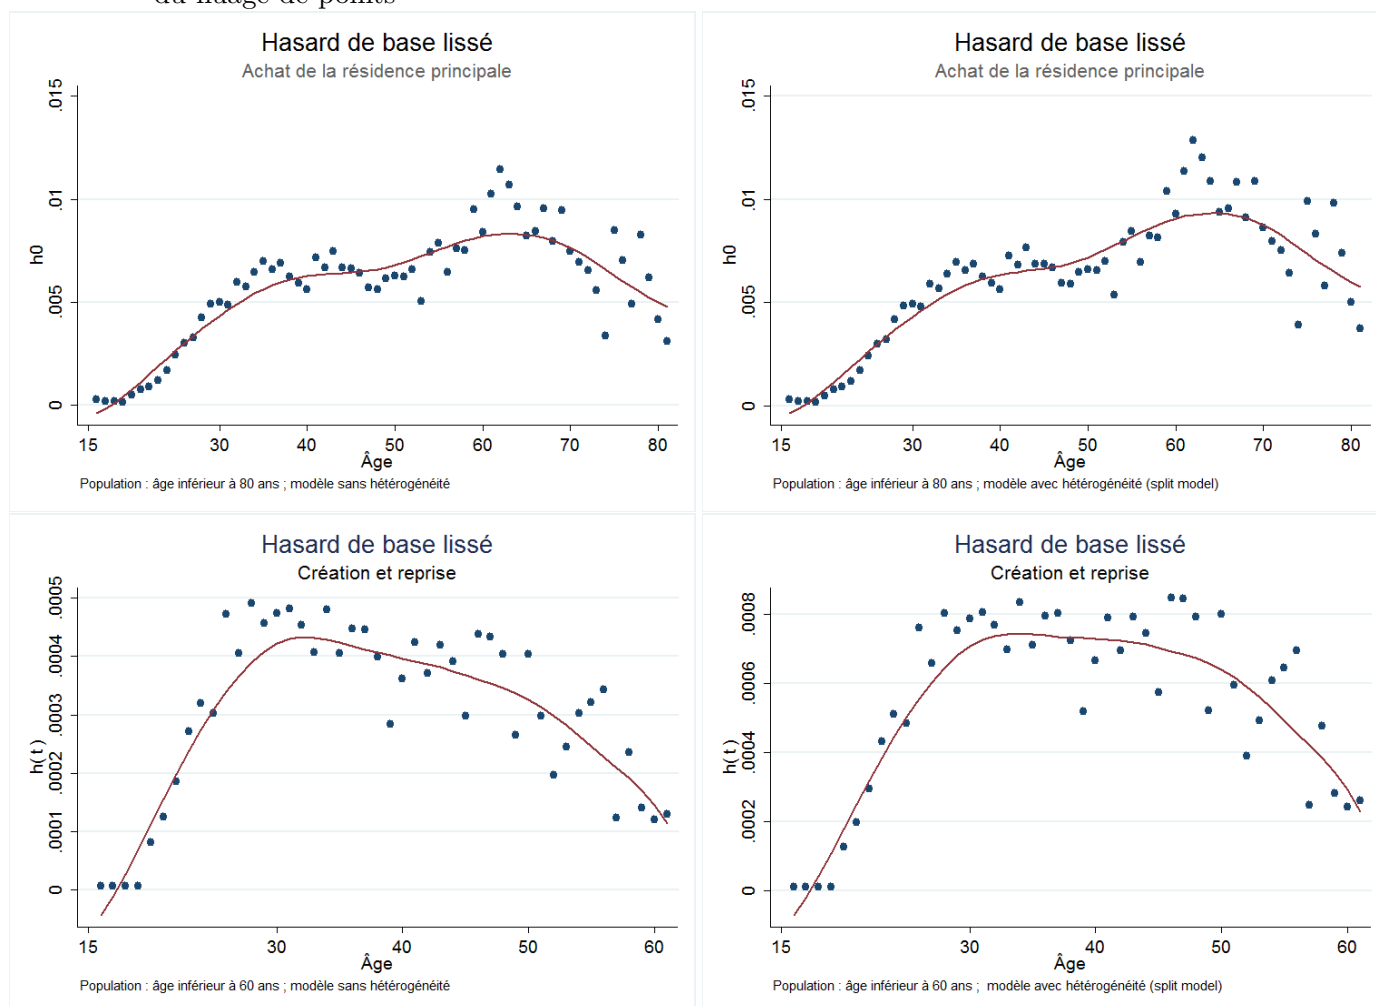 du nuage de points
Hasard de base lissé
Achat de la résidence principale
h0
.015
.01
.005
0
15 30 40 50 60 70 80
Âge
Population : âge inférieur à 80 ans ; modèle sans hétérogénéité
Hasard de base lissé
Achat de la résidence principale
h0
.015
.01
.005
0
15 30 40 50 60 70 80
Âge
Population : âge inférieur à 80 ans ; modèle avec hétérogénéité (split model)
Hasard de base lissé
Création et reprise
h(t)
.0005
.0004
.0003
.0002
.0001
0
15 30 40 50 60
Âge
Population : âge inférieur à 60 ans ; modèle sans hétérogénéité
Hasard de base lissé
Création et reprise
h(t)
.0008
.0006
.0004
.0002
0
15 30 40 50 60
Âge
Population : âge inférieur à 60 ans ; modèle avec hétérogénéité (split model)